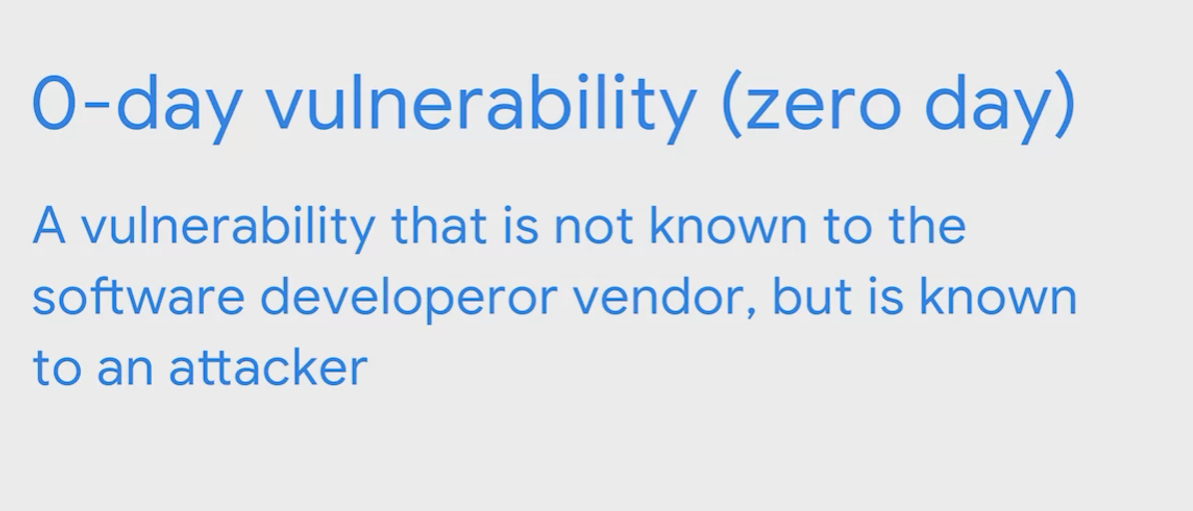 0-day vulnerability (zero day)
A vulnerability that is not known to the
software developeror vendor, but is known
to an attacker